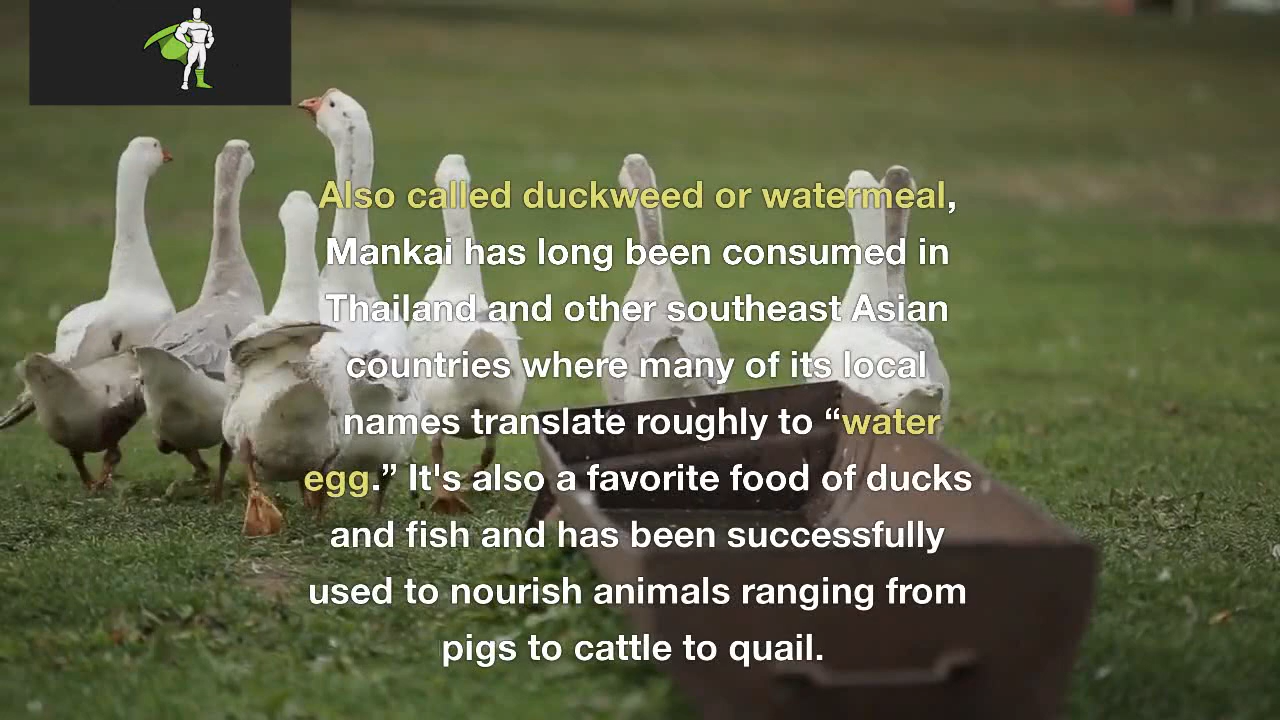 Also called duckweed or watermeal,
Mankai has long been consumed in
Thailand and other southeast Asian
countries where many of its local
names translate roughly to “water
egg.” It's also a favorite food of ducks
and fish and has been successfully
used to nourish animals ranging from
pigs to cattle to quail.